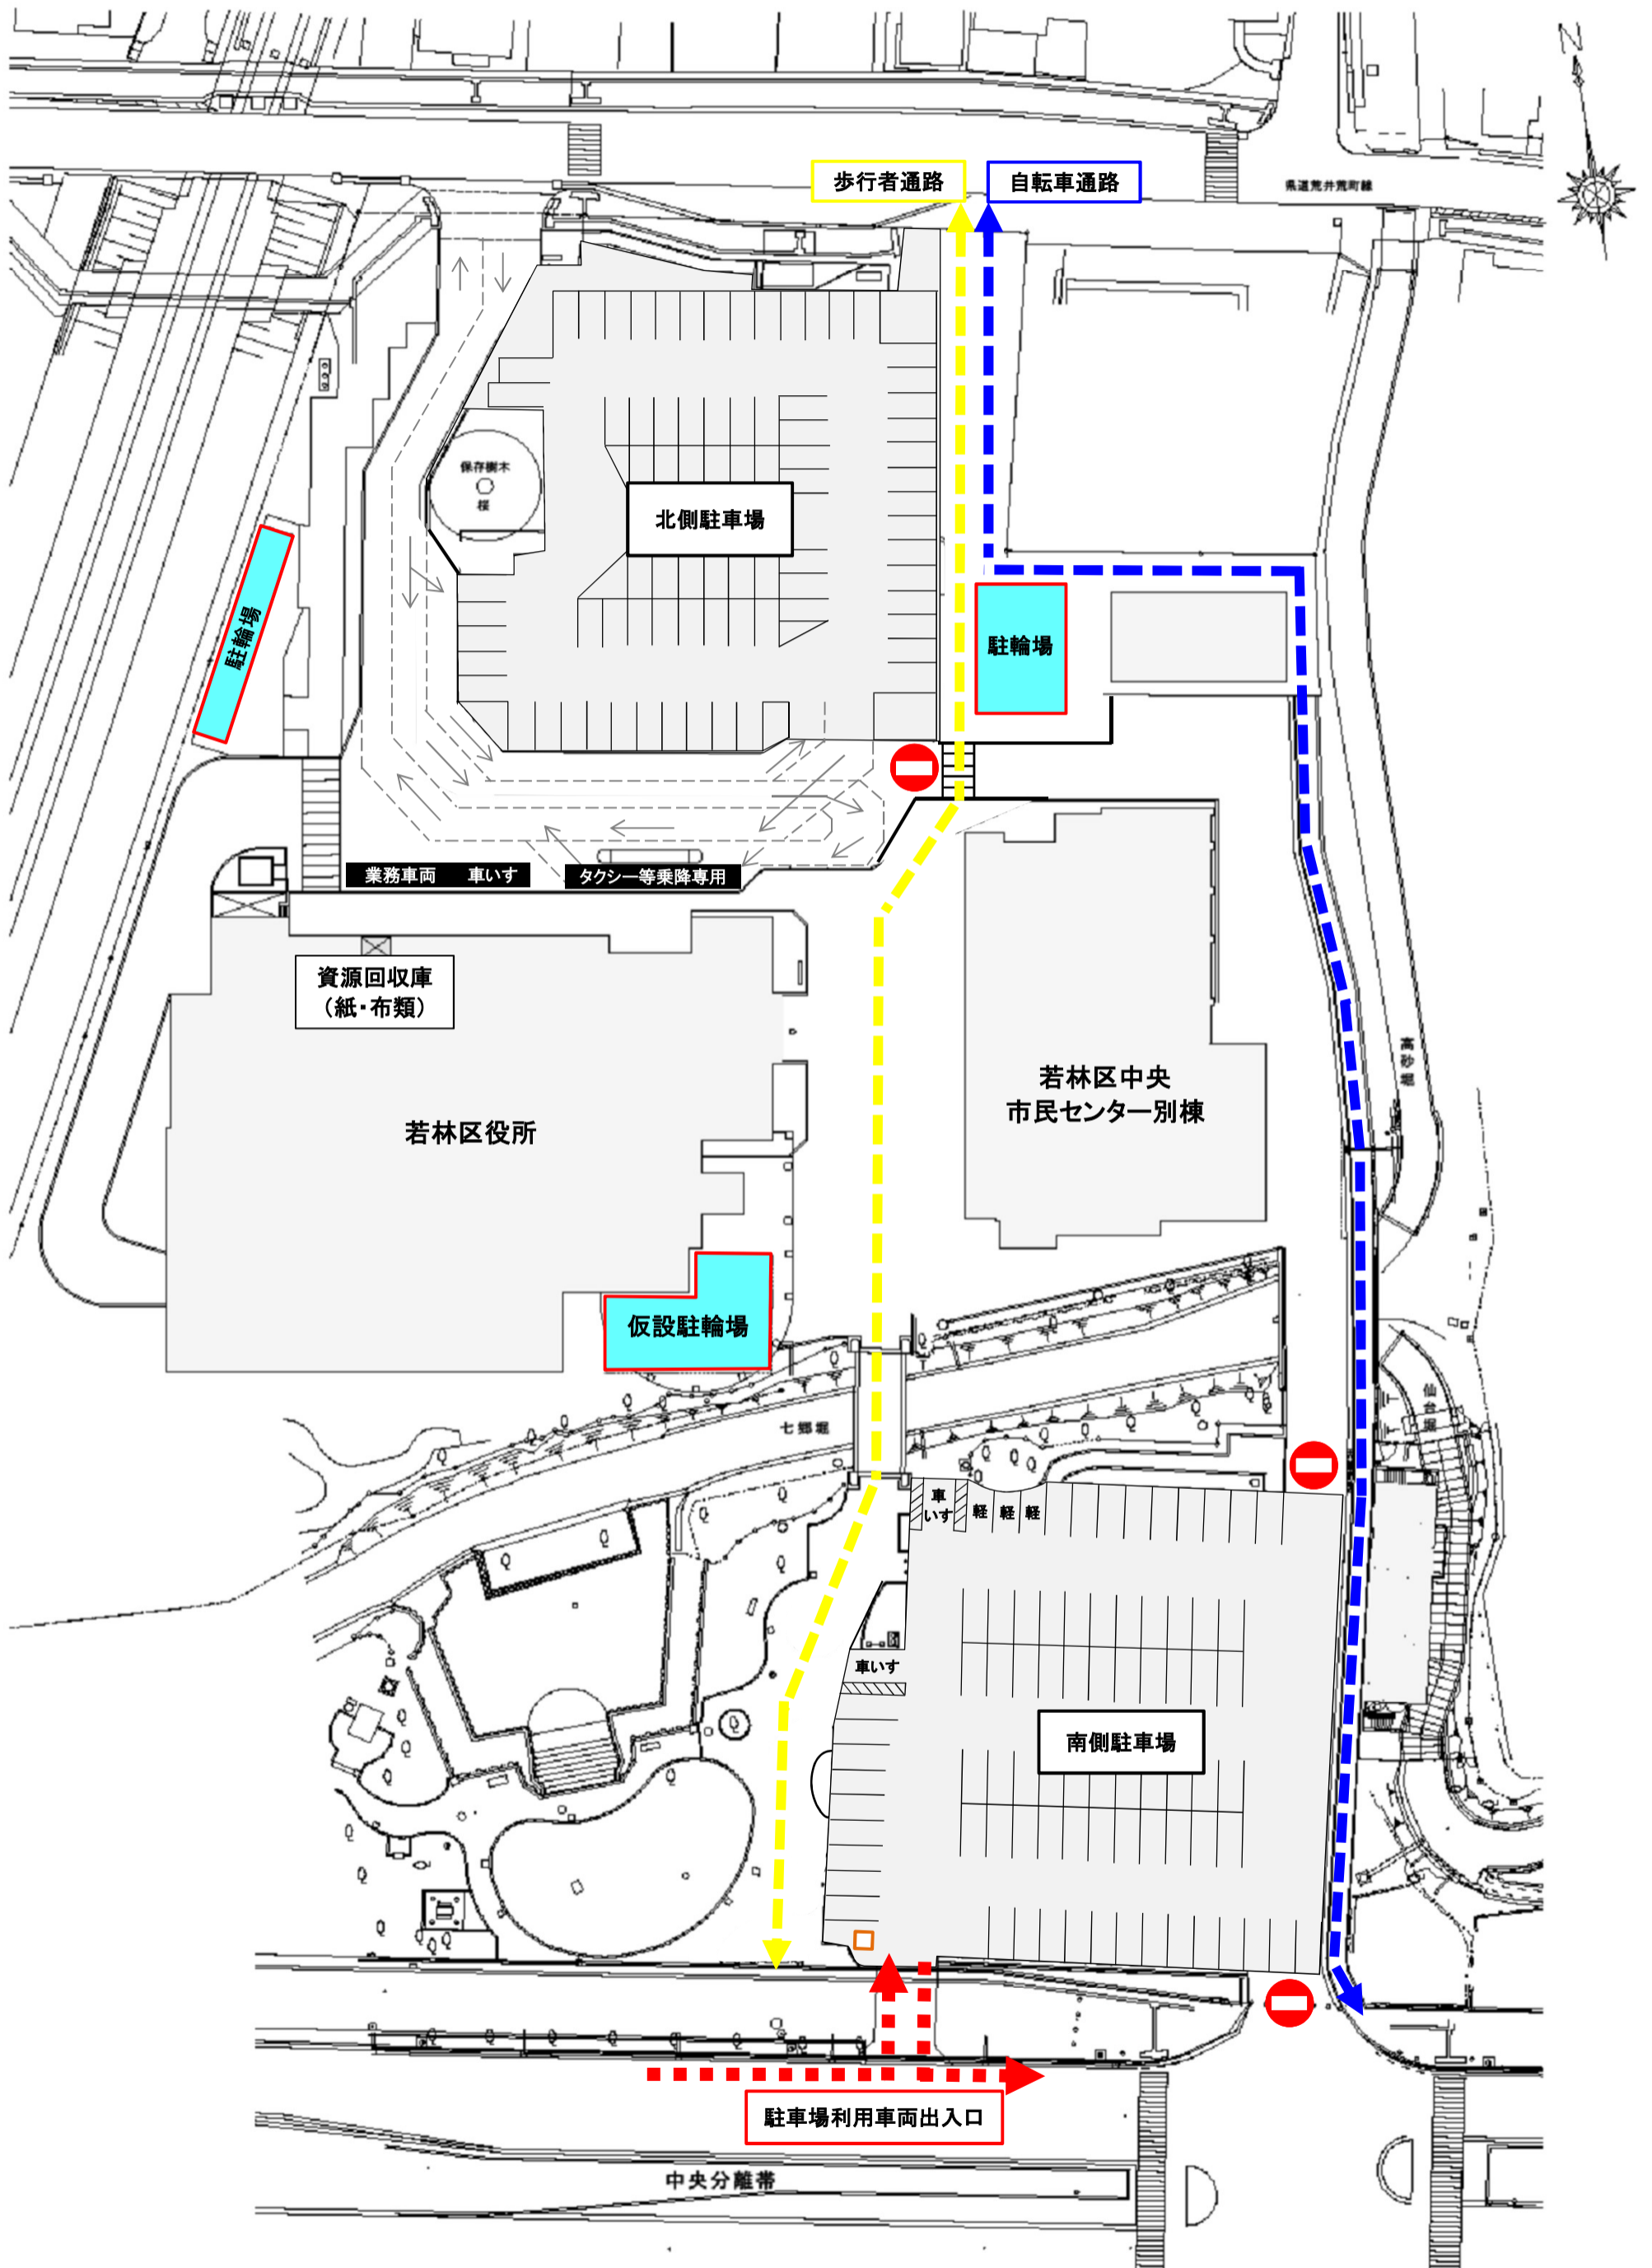 歩行者通路
自転車通路
県道荒井荒町線
保存樹木
桜
北側駐車場
駐輪場
駐輪場
業務車両 車いす
タクシー等乗降専用
資源回収庫
（紙・布類）
若林区役所
若林区中央
市民センター別棟
高砂堀
仮設駐輪場
七郷堀
仙台堀
車
いす
軽
軽
軽
車いす
南側駐車場
駐車場利用車両出入口
中央分離帯